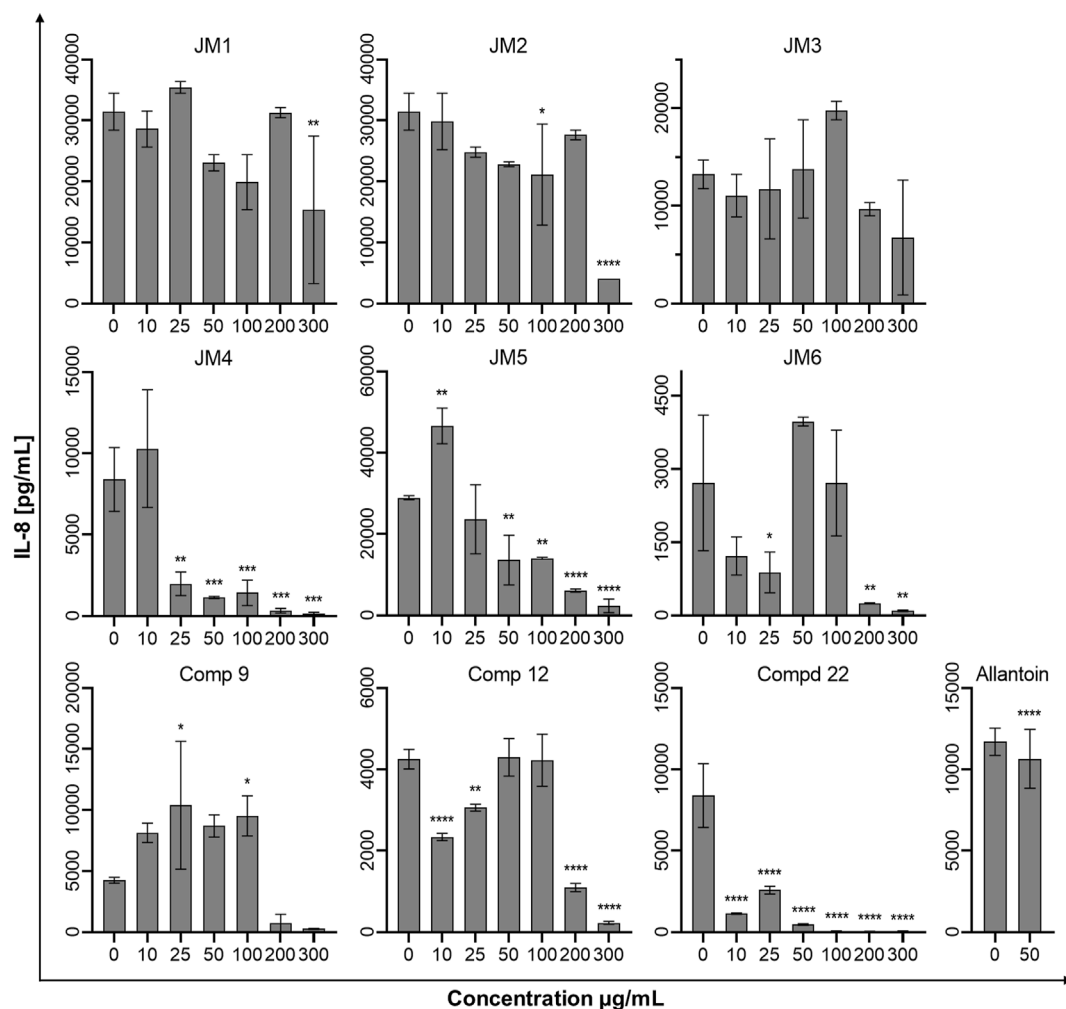 JM1
40000
30000
20000
10000
0
**
0 10 25 50 100 200 300
JM2
40000
30000
20000
10000
0
*
****
0 10 25 50 100 200 300
JM3
20000
10000
0
0 10 25 50 100 200 300
JM4
15000
10000
5000
0
** *** *** *** ***
0 10 25 50 100 200 300
JM5
60000
40000
20000
0
** ** ** **** ****
0 10 25 50 100 200 300
JM6
4500
3000
1500
0
* ** **
0 10 25 50 100 200 300
Comp 9
20000
15000
10000
5000
0
* *
0 10 25 50 100 200 300
Comp 12
6000
4000
2000
0
**** ** **** ****
0 10 25 50 100 200 300
Compd 22
15000
10000
5000
0
**** **** **** **** **** ****
0 10 25 50 100 200 300
Allantoin
15000
10000
5000
0
****
0 50
IL-8 [pg/mL]
Concentration µg/mL